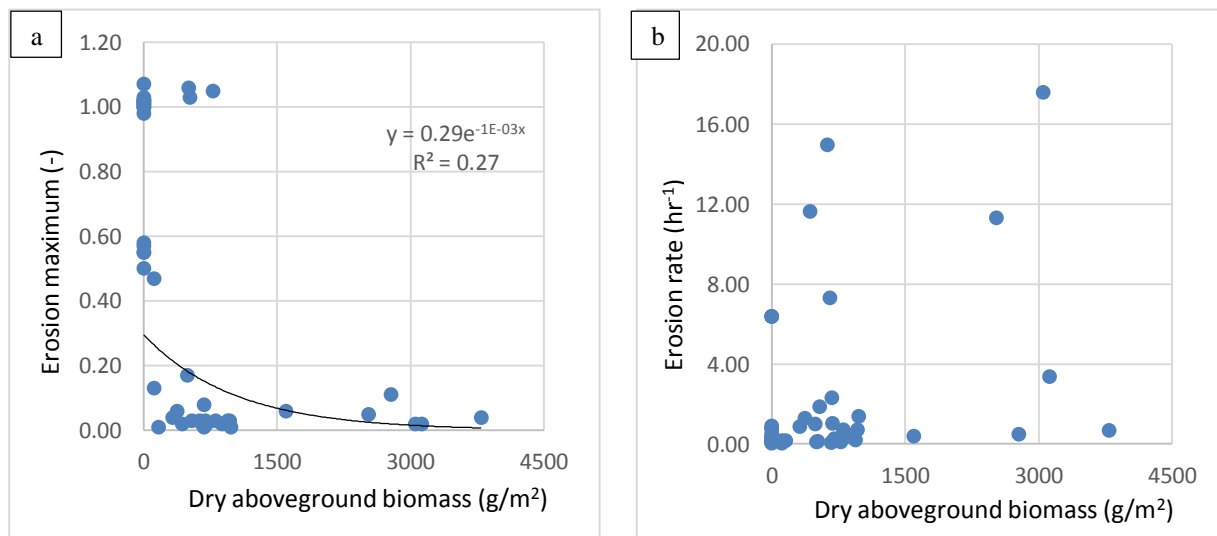 a
1.20
1.00
0.80
0.60
0.40
0.20
0.00
0
1500
3000
4500
Erosion maximum (-)
Dry aboveground biomass (g/m²)
y = 0.29e⁻¹ᴱ⁻⁰³ˣ
R² = 0.27
b
20.00
16.00
12.00
8.00
4.00
0.00
0
1500
3000
4500
Erosion rate (hr⁻¹)
Dry aboveground biomass (g/m²)